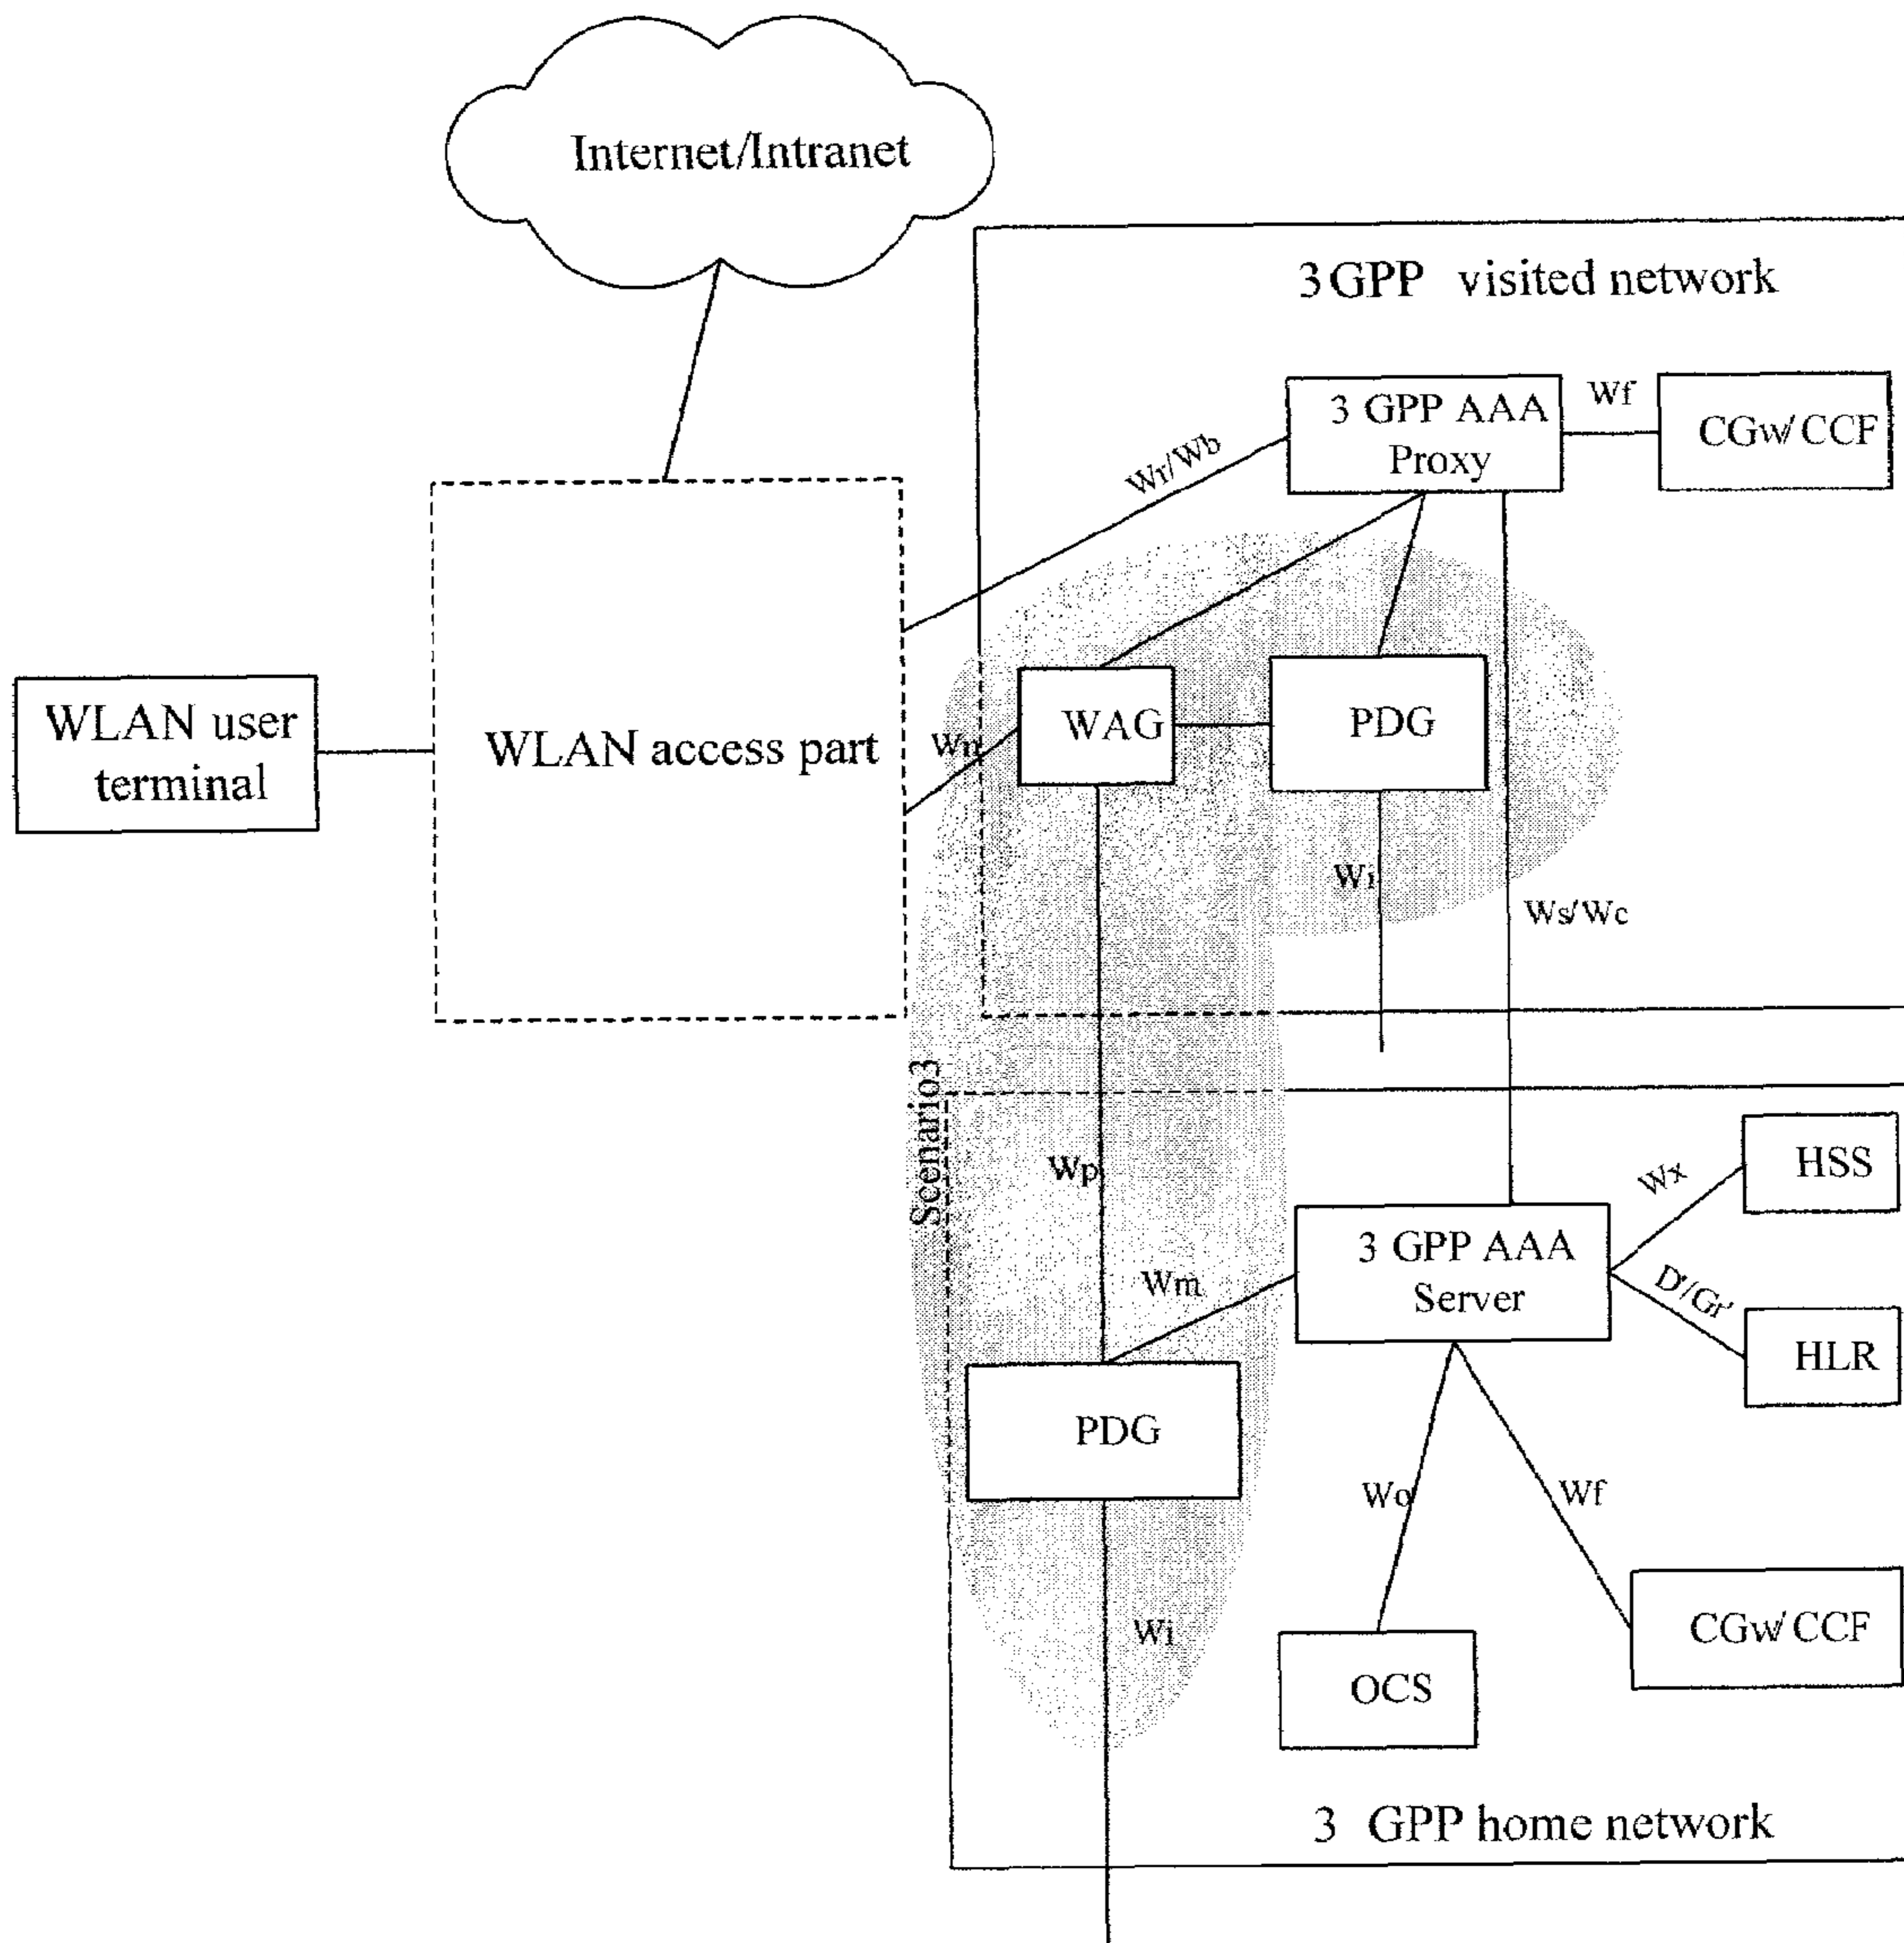 Internet/Intranet
3 GPP visited network
3 GPP AAA
Proxy
Wf
CGw/CCF
Wr/Wb
WLAN user
terminal
WLAN access part
Wn
WAG
PDG
Wi
Ws/Wc
Scenario3
Wp
Wx
HSS
3 GPP AAA
Server
Wm
D'/Gr'
HLR
PDG
Wo
Wf
Wi
OCS
CGw/CCF
3 GPP home network